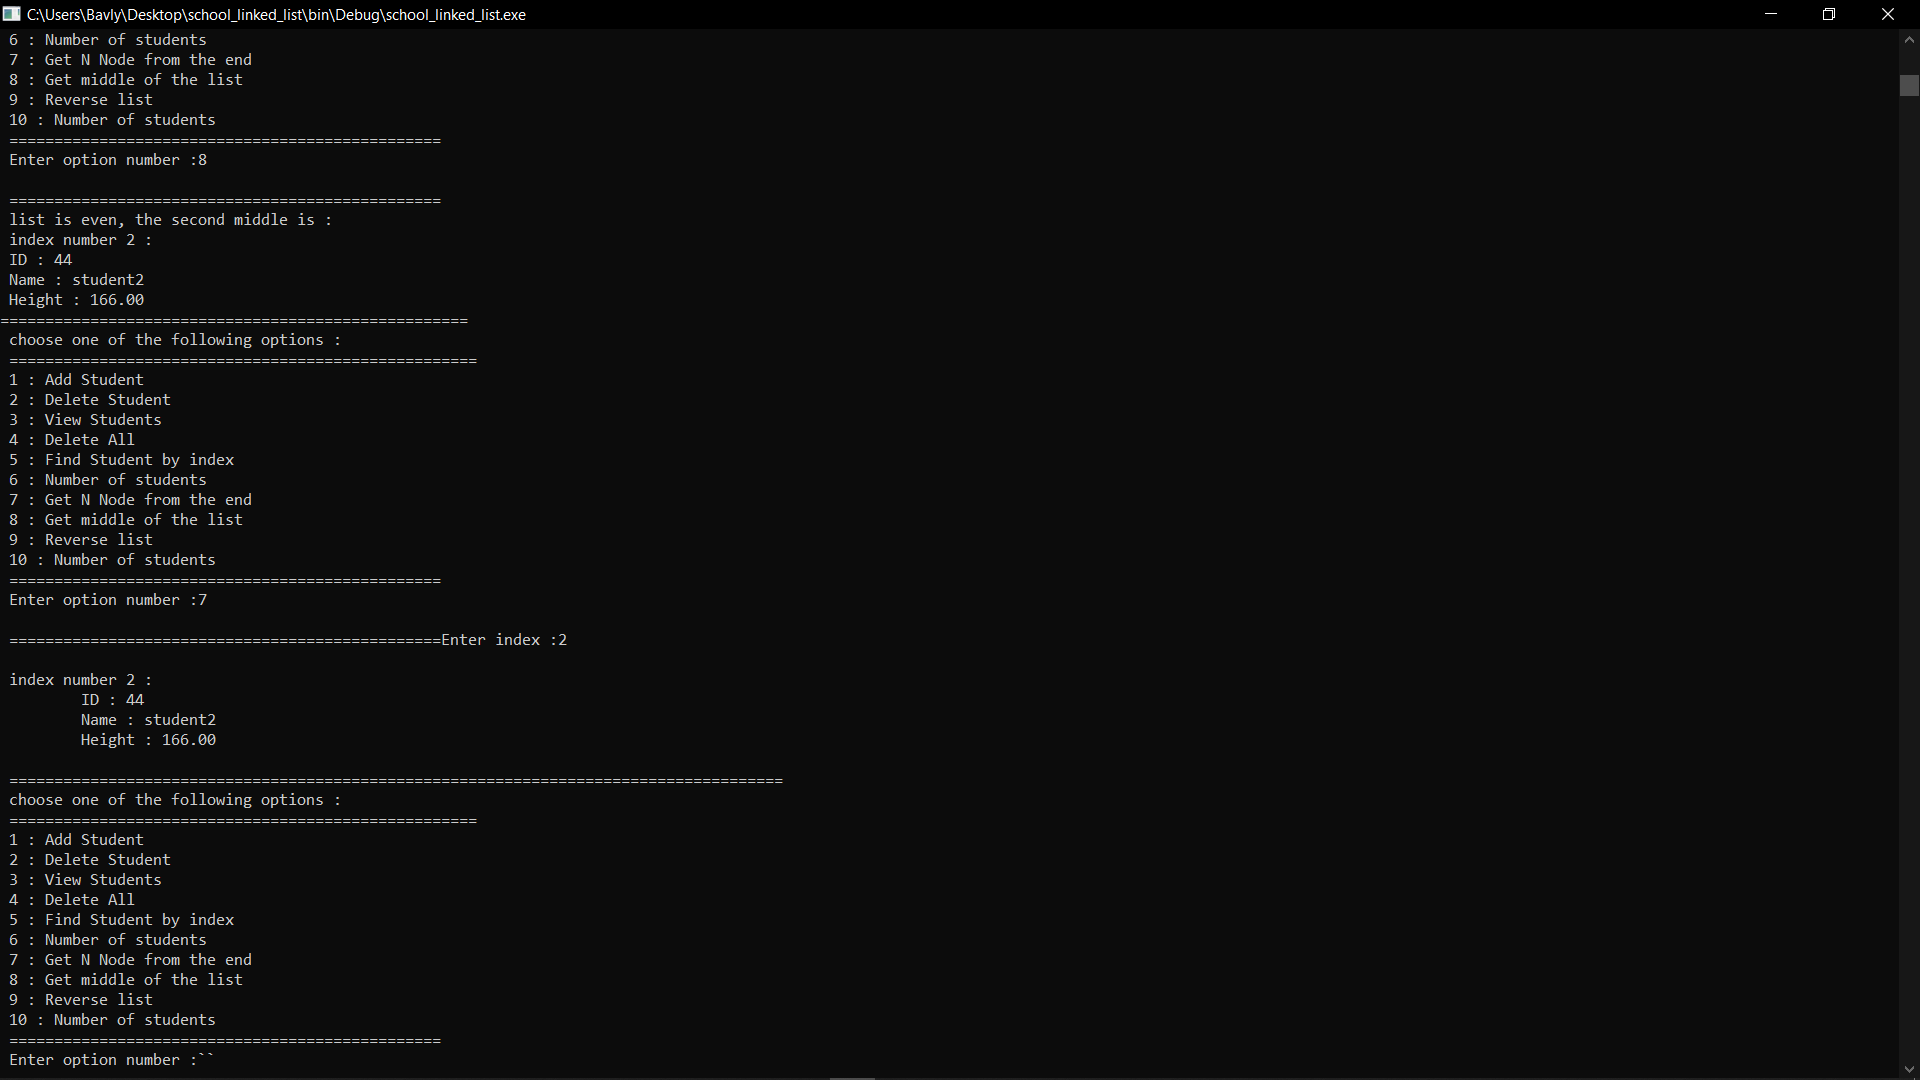 C:\Users\Bavly\Desktop\school_linked_list\bin\Debug\school_linked_list.exe
6 : Number of students
7 : Get N Node from the end
8 : Get middle of the list
9 : Reverse list
10 : Number of students
================================================
Enter option number :8
================================================
list is even, the second middle is :
index number 2 :
ID : 44
Name : student2
Height : 166.00
====================================================
choose one of the following options :
====================================================
1 : Add Student
2 : Delete Student
3 : View Students
4 : Delete All
5 : Find Student by index
6 : Number of students
7 : Get N Node from the end
8 : Get middle of the list
9 : Reverse list
10 : Number of students
================================================
Enter option number :7
================================================Enter index :2
index number 2 :
ID : 44
Name : student2
Height : 166.00
======================================================================================
choose one of the following options :
====================================================
1 : Add Student
2 : Delete Student
3 : View Students
4 : Delete All
5 : Find Student by index
6 : Number of students
7 : Get N Node from the end
8 : Get middle of the list
9 : Reverse list
10 : Number of students
================================================
Enter option number :``